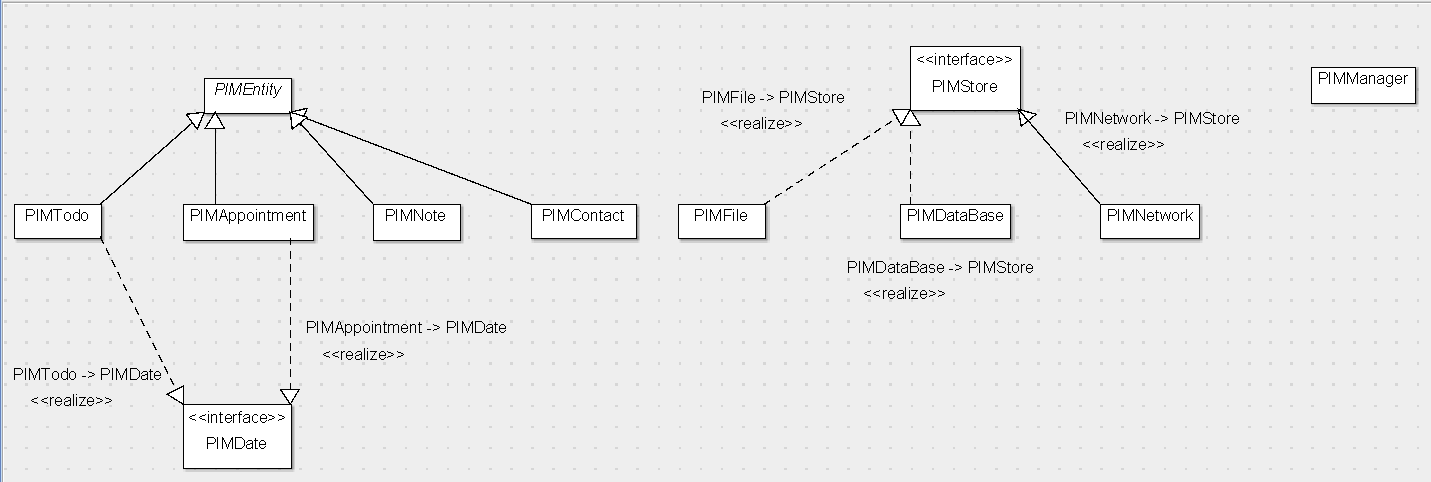 <<interface>>
PIMStore
PIMManager
PIMEntity
PIMFile -> PIMStore
<<realize>>
PIMNetwork -> PIMStore
<<realize>>
PIMTodo
PIMAppointment
PIMNote
PIMContact
PIMFile
PIMDataBase
PIMNetwork
PIMDataBase -> PIMStore
<<realize>>
PIMAppointment -> PIMDate
<<realize>>
PIMTodo -> PIMDate
<<realize>>
<<interface>>
PIMDate